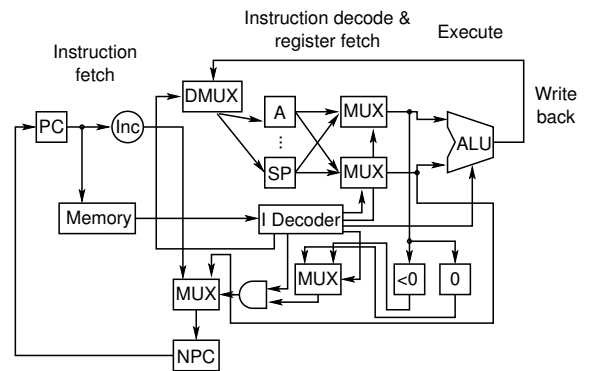 Instruction decode &
register fetch
Execute
Instruction
fetch
Write
back
DMUX
A
MUX
PC
Inc
ALU
⋮
SP
MUX
Memory
I Decoder
MUX
MUX
<0
0
NPC